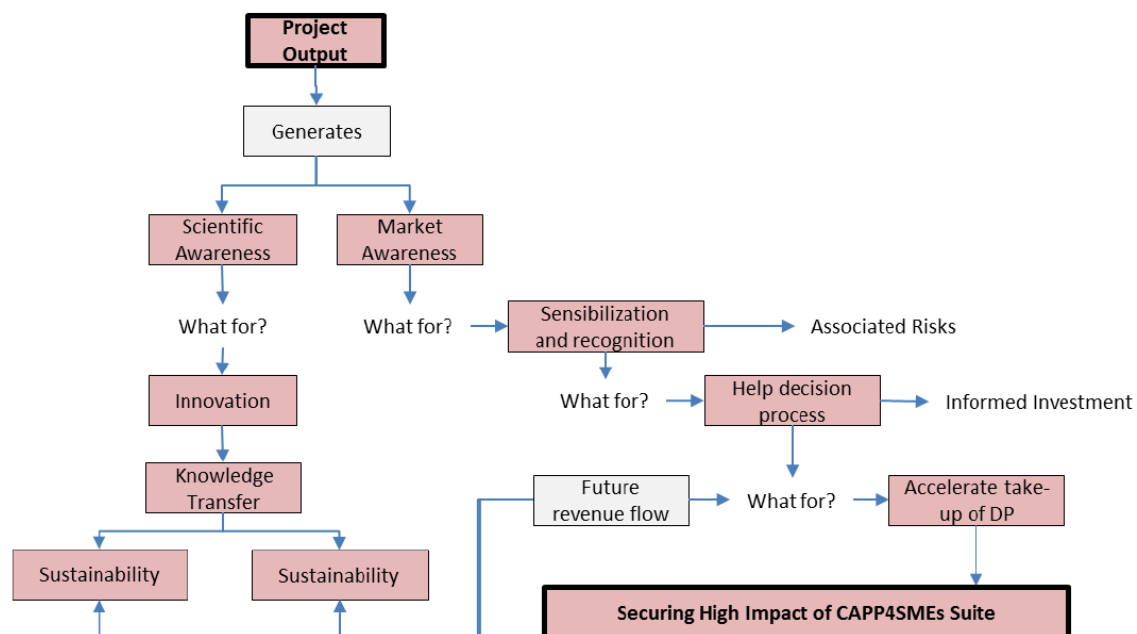 Project
Output
Generates
Scientific
Awareness
Market
Awareness
What for?
What for?
Sensibilization
and recognition
Associated Risks
Innovation
What for?
Help decision
process
Informed Investment
Knowledge
Transfer
Future
revenue flow
What for?
Accelerate take-
up of DP
Sustainability
Sustainability
Securing High Impact of CAPP4SMEs Suite